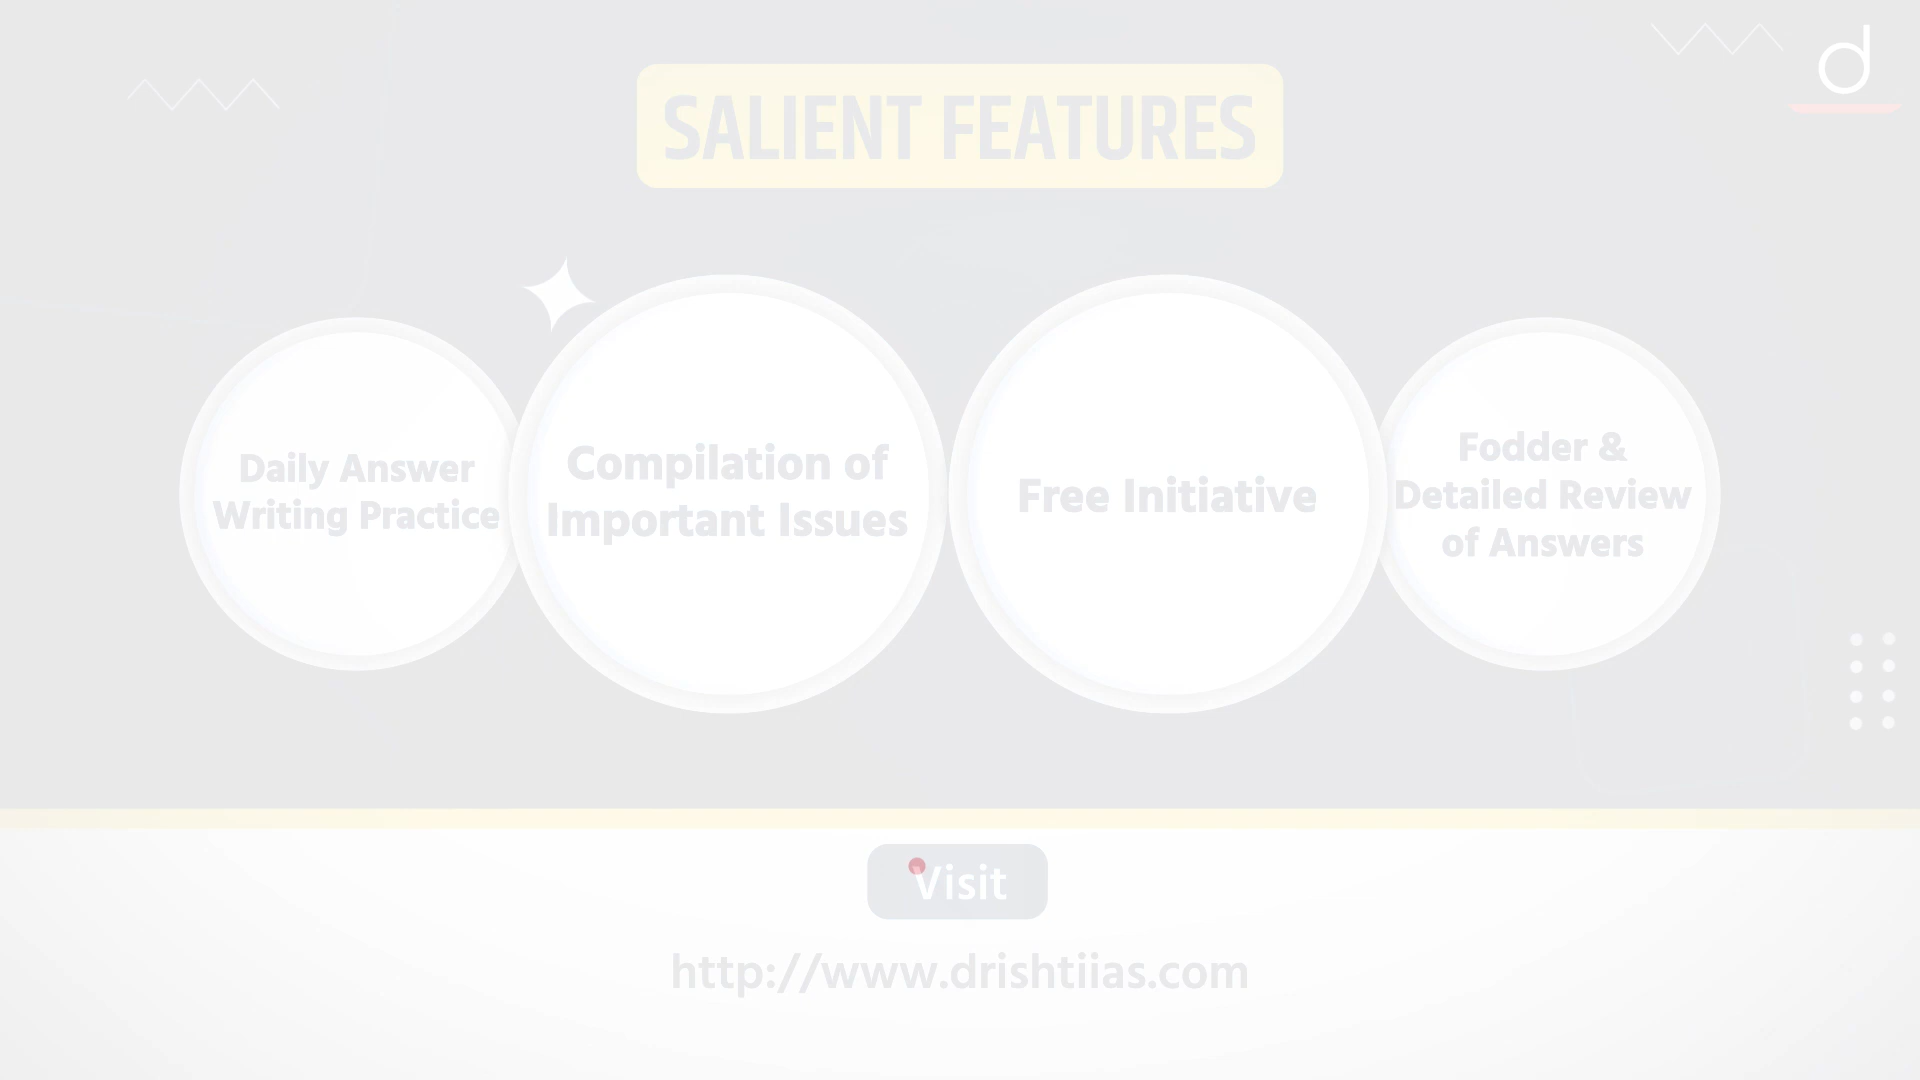 SALIENT FEATURES
Daily Answer
Writing Practice
Compilation of
Important Issues
Free Initiative
Fodder &
Detailed Review
of Answers
Visit
http://www.drishtiias.com